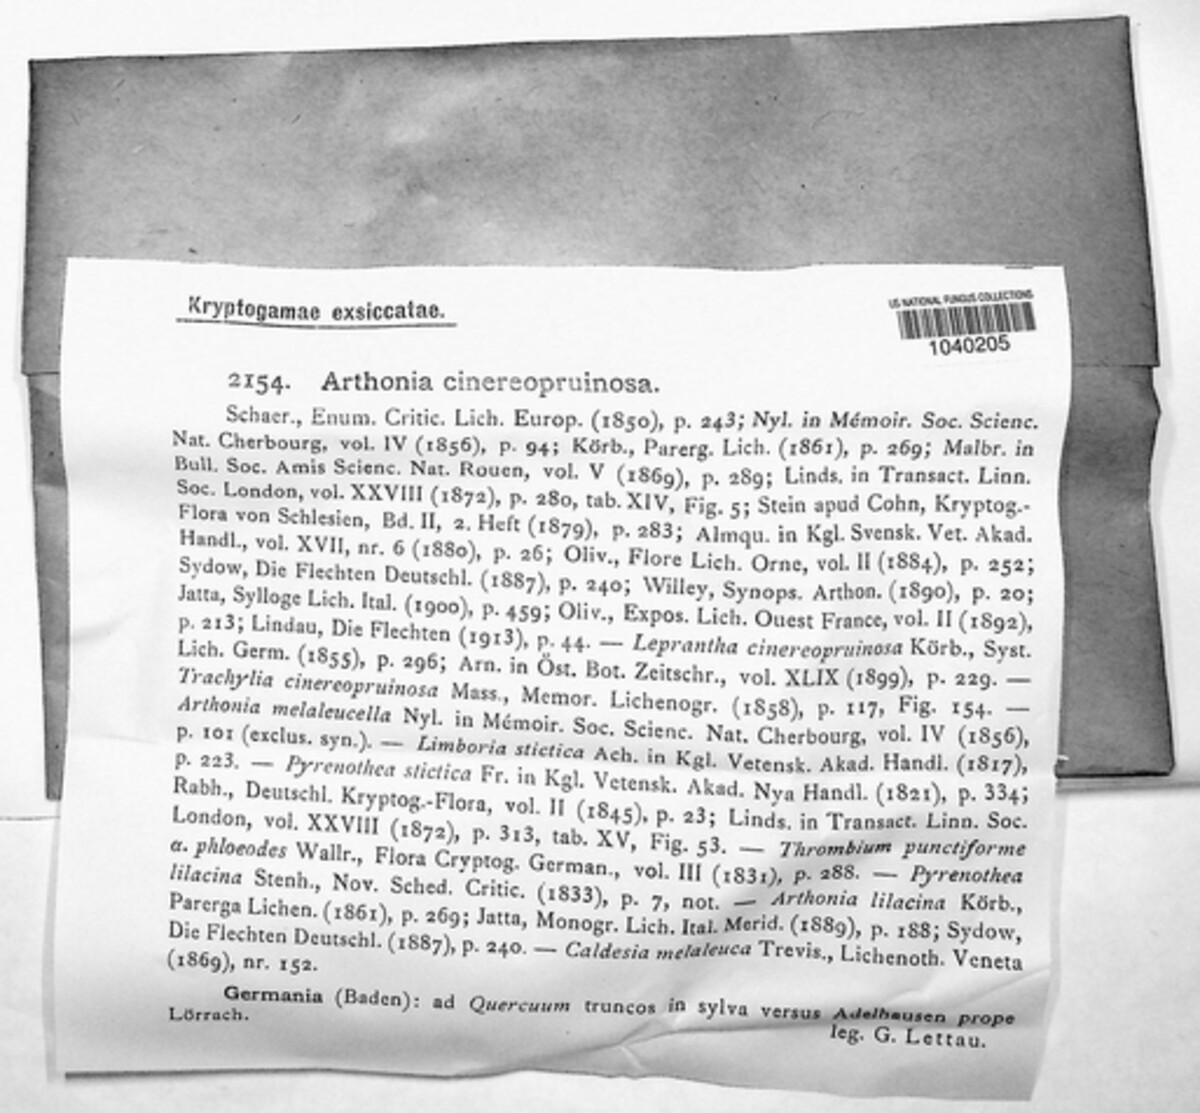 Kryptogamae exsiccatae.
US NATIONAL FUNGUS COLLECTIONS
1040205
2154. Arthonia cinereopruinosa.
Schaer., Enum. Critic. Lich. Europ. (1850), p. 243; Nyl. in Mémoir. Soc. Scienc.
Nat. Cherbourg, vol. IV (1856), p. 94; Körb., Parerg. Lich. (1861), p. 269; Malbr. in
Bull. Soc. Amis Scienc. Nat. Rouen, vol. V (1869), p. 289; Linds. in Transact. Linn.
Soc. London, vol. XXVIII (1872), p. 280, tab. XIV, Fig. 5; Stein apud Cohn, Kryptog.-
Flora von Schlesien, Bd. II, 2. Heft (1879), p. 283; Almqu. in Kgl. Svensk. Vet. Akad.
Handl., vol. XVII, nr. 6 (1880), p. 26; Oliv., Flore Lich. Orne, vol. II (1884), p. 252;
Sydow, Die Flechten Deutschl. (1887), p. 240; Willey, Synops. Arthon. (1890), p. 20;
Jatta, Sylloge Lich. Ital. (1900), p. 459; Oliv., Expos. Lich. Ouest France, vol. II (1892),
p. 213; Lindau, Die Flechten (1913), p. 44. — Leprantha cinereopruinosa Körb., Syst.
Lich. Germ. (1855), p. 296; Arn. in Öst. Bot. Zeitschr., vol. XLIX (1899), p. 229. —
Trachylia cinereopruinosa Mass., Memor. Lichenogr. (1858), p. 117, Fig. 154. —
Arthonia melaleucella Nyl. in Mémoir. Soc. Scienc. Nat. Cherbourg, vol. IV (1856),
p. 101 (exclus. syn.). — Limboria stictica Ach. in Kgl. Vetensk. Akad. Handl. (1817),
p. 223. — Pyrenothea stictica Fr. in Kgl. Vetensk. Akad. Nya Handl. (1821), p. 334;
Rabh., Deutschl. Kryptog.-Flora, vol. II (1845), p. 23; Linds. in Transact. Linn. Soc.
London, vol. XXVIII (1872), p. 313, tab. XV, Fig. 53. — Thrombium punctiforme
α. phloeodes Wallr., Flora Cryptog. German., vol. III (1831), p. 288. — Pyrenothea
lilacina Stenh., Nov. Sched. Critic. (1833), p. 7, not. — Arthonia lilacina Körb.,
Parerga Lichen. (1861), p. 269; Jatta, Monogr. Lich. Ital. Merid. (1889), p. 188; Sydow,
Die Flechten Deutschl. (1887), p. 240. — Caldesia melaleuca Trevis., Lichenoth. Veneta
(1869), nr. 152.
Germania (Baden): ad Quercuum truncos in sylva versus Adelhausen prope
Lörrach.
leg. G. Lettau.